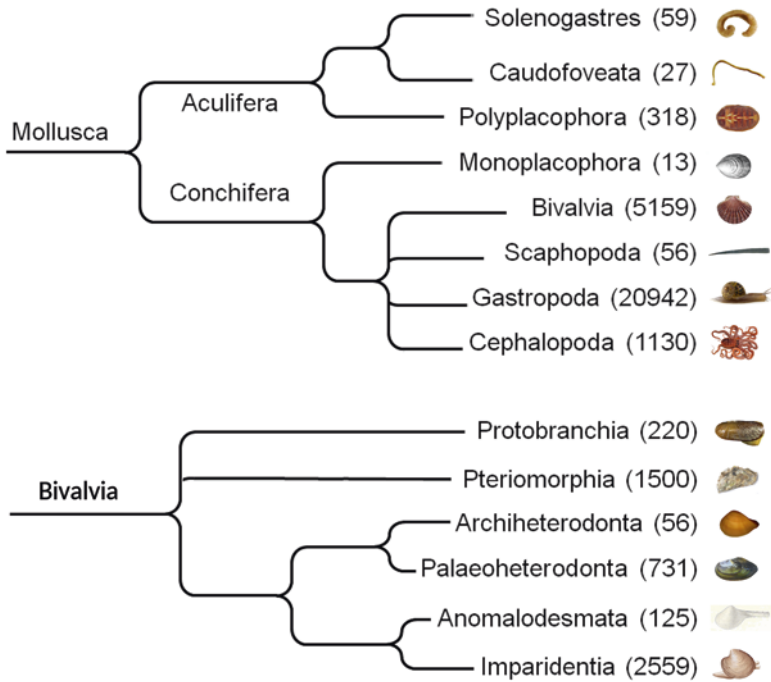 Solenogastres (59)
Caudofoveata (27)
Aculifera
Polyplacophora (318)
Mollusca
Monoplacophora (13)
Conchifera
Bivalvia (5159)
Scaphopoda (56)
Gastropoda (20942)
Cephalopoda (1130)
Protobranchia (220)
Pteriomorphia (1500)
Bivalvia
Archiheterodonta (56)
Palaeoheterodonta (731)
Anomalodesmata (125)
Imparidentia (2559)